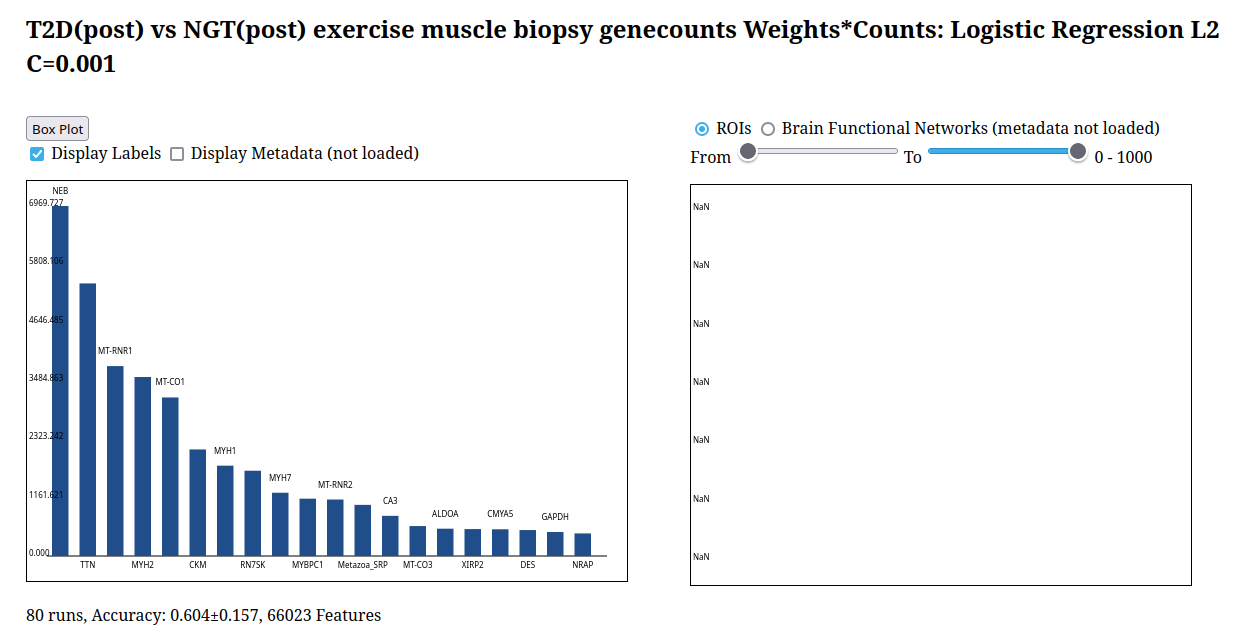 T2D(post) vs NGT(post) exercise muscle biopsy genecounts Weights*Counts: Logistic Regression L2
C=0.001
Box Plot
Display Labels Display Metadata (not loaded)
ROIs Brain Functional Networks (metadata not loaded)
From To 0 - 1000
NEB
6969.727
5808.106
4646.485
MT-RNR1
3484.863
MT-CO1
2323.242
MYH1
MYH7
MT-RNR2
1161.621
CA3
ALDOA
CMYA5
GAPDH
0.000
TTN MYH2 CKM RN7SK MYBPC1 Metazoa_SRP MT-CO3 XIRP2 DES NRAP
NaN
NaN
NaN
NaN
NaN
NaN
NaN
80 runs, Accuracy: 0.604±0.157, 66023 Features